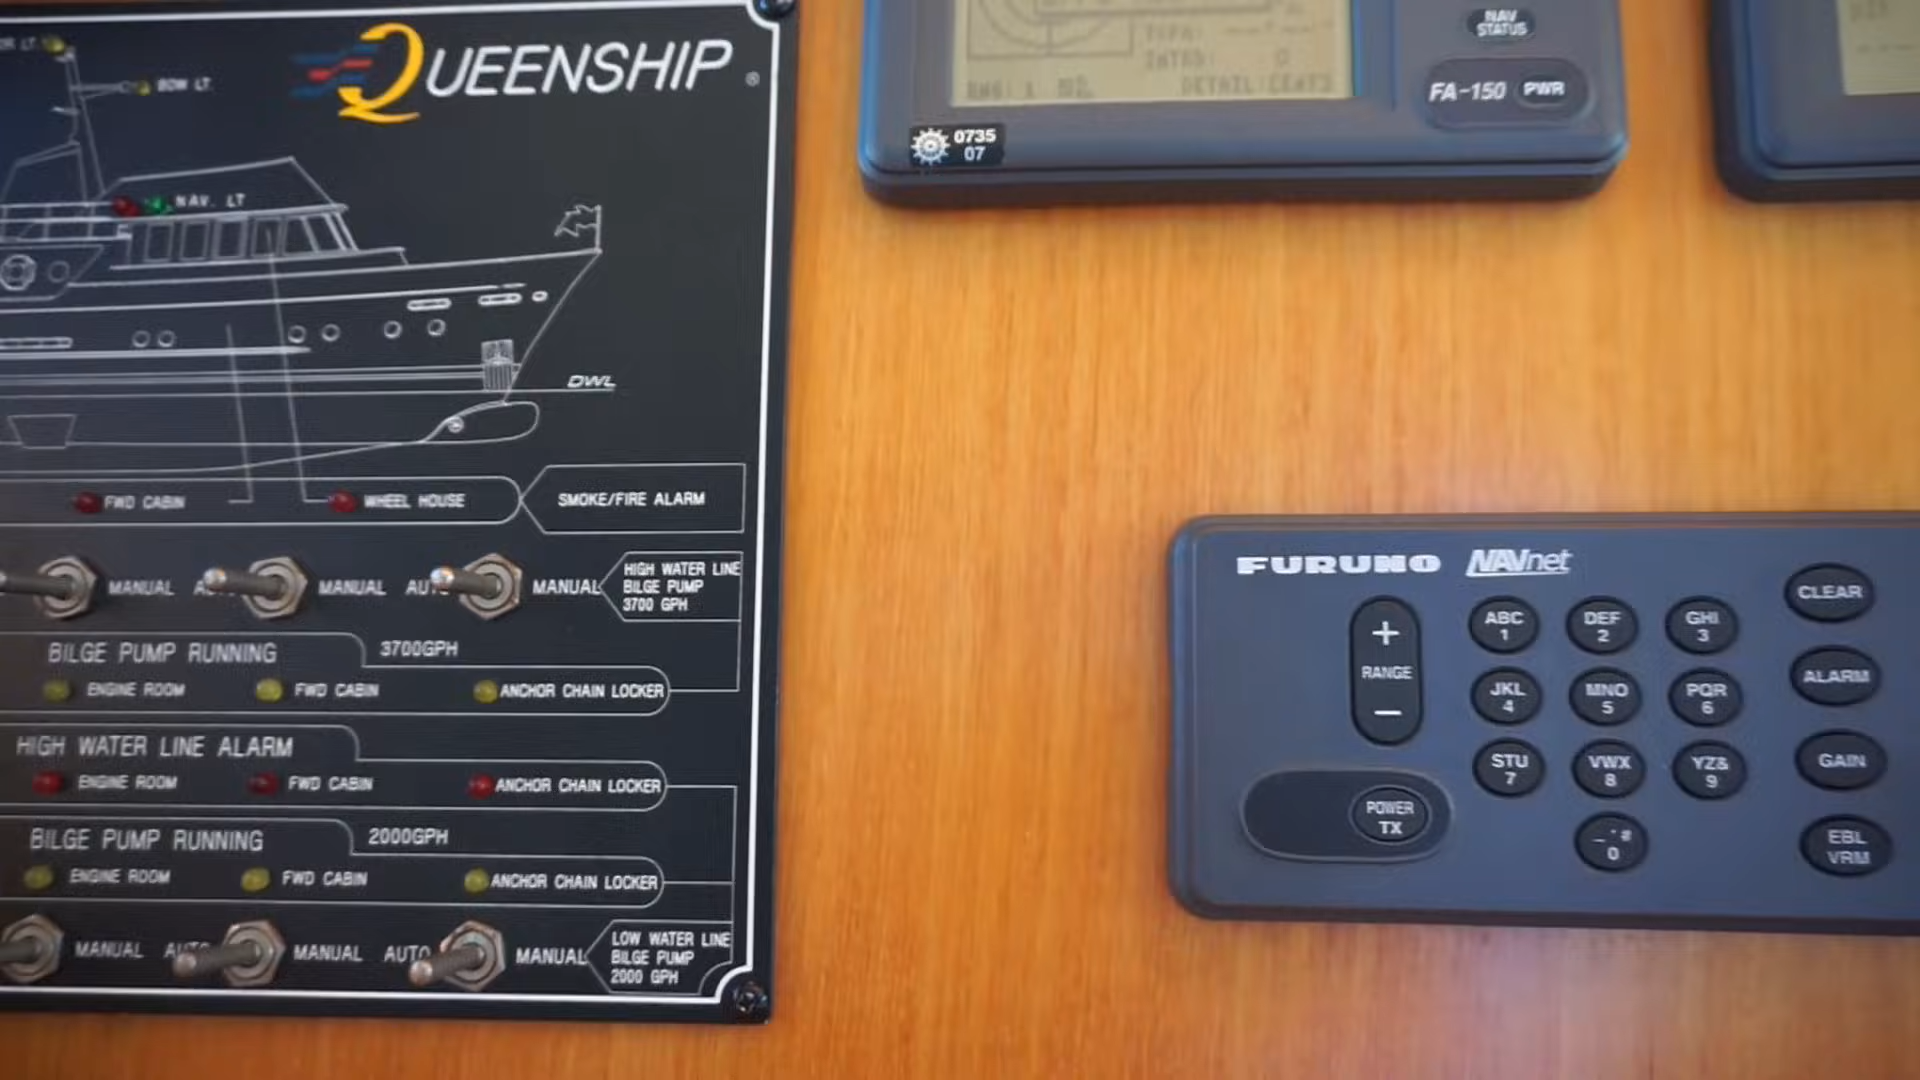 QUEENSHIP ®
BOW LT.
NAV. LT
DWL
FWD CABIN
WHEEL HOUSE
SMOKE/FIRE ALARM
MANUAL
MANUAL
MANUAL
HIGH WATER LINE
BILGE PUMP
3700 GPH
BILGE PUMP RUNNING
3700GPH
ENGINE ROOM
FWD CABIN
ANCHOR CHAIN LOCKER
HIGH WATER LINE ALARM
ENGINE ROOM
FWD CABIN
ANCHOR CHAIN LOCKER
BILGE PUMP RUNNING
2000GPH
ENGINE ROOM
FWD CABIN
ANCHOR CHAIN LOCKER
MANUAL
MANUAL
AUTO
MANUAL
LOW WATER LINE
BILGE PUMP
2000 GPH
NAV
STATUS
FA-150
PWR
0735
07
FURUNO NAVnet
+
RANGE
−
POWER
TX
ABC
1
DEF
2
GHI
3
JKL
4
MNO
5
PQR
6
STU
7
VWX
8
YZ&
9
0
CLEAR
ALARM
GAIN
EBL
VRM